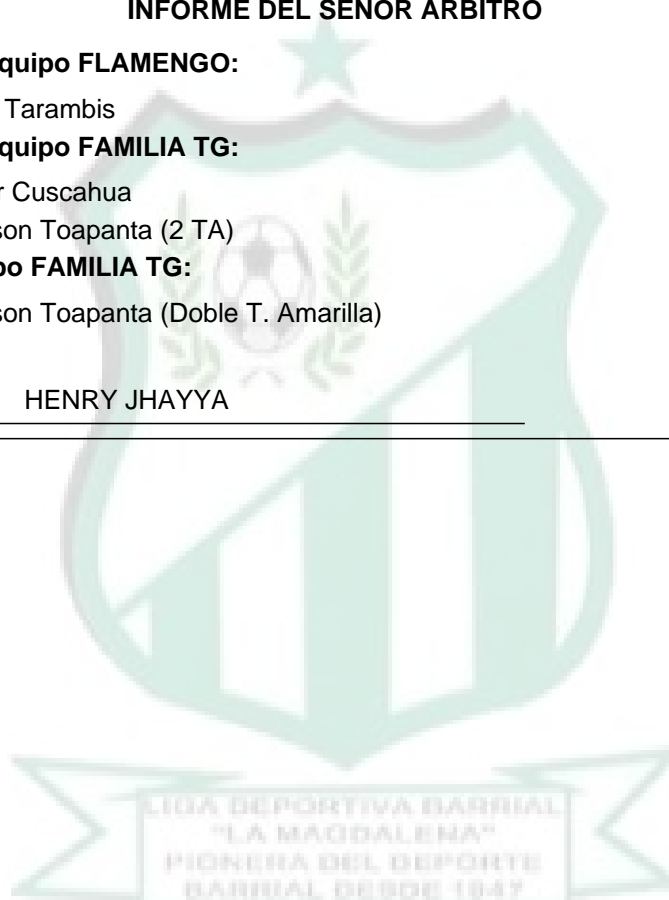 INFORME DEL SEÑOR ARBITRO
quipo FLAMENGO:
Tarambis
quipo FAMILIA TG:
r Cuscahua
son Toapanta (2 TA)
po FAMILIA TG:
son Toapanta (Doble T. Amarilla)
HENRY JHAYYA
LIGA DEPORTIVA BARRIAL
"LA MAGDALENA"
PIONERA DEL DEPORTE
BARRIAL DESDE 1947